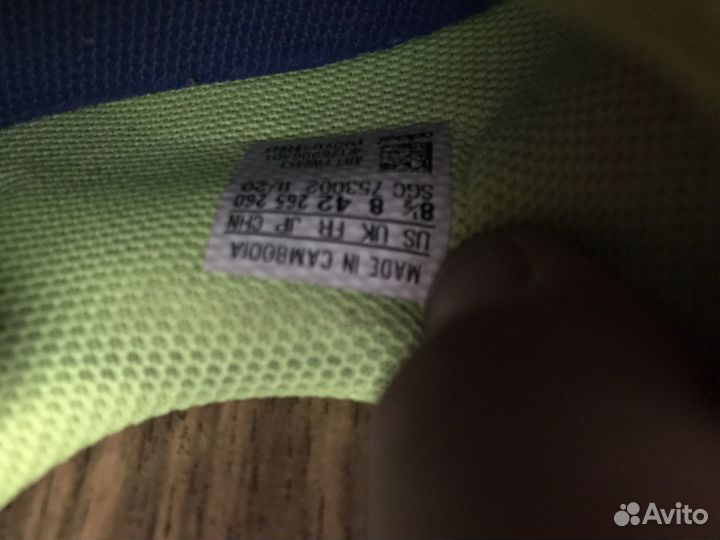 adidas
SGC 753002 11/20
8½ 8 42 265 260
US UK FR JP CHN
MADE IN CAMBODIA
Avito